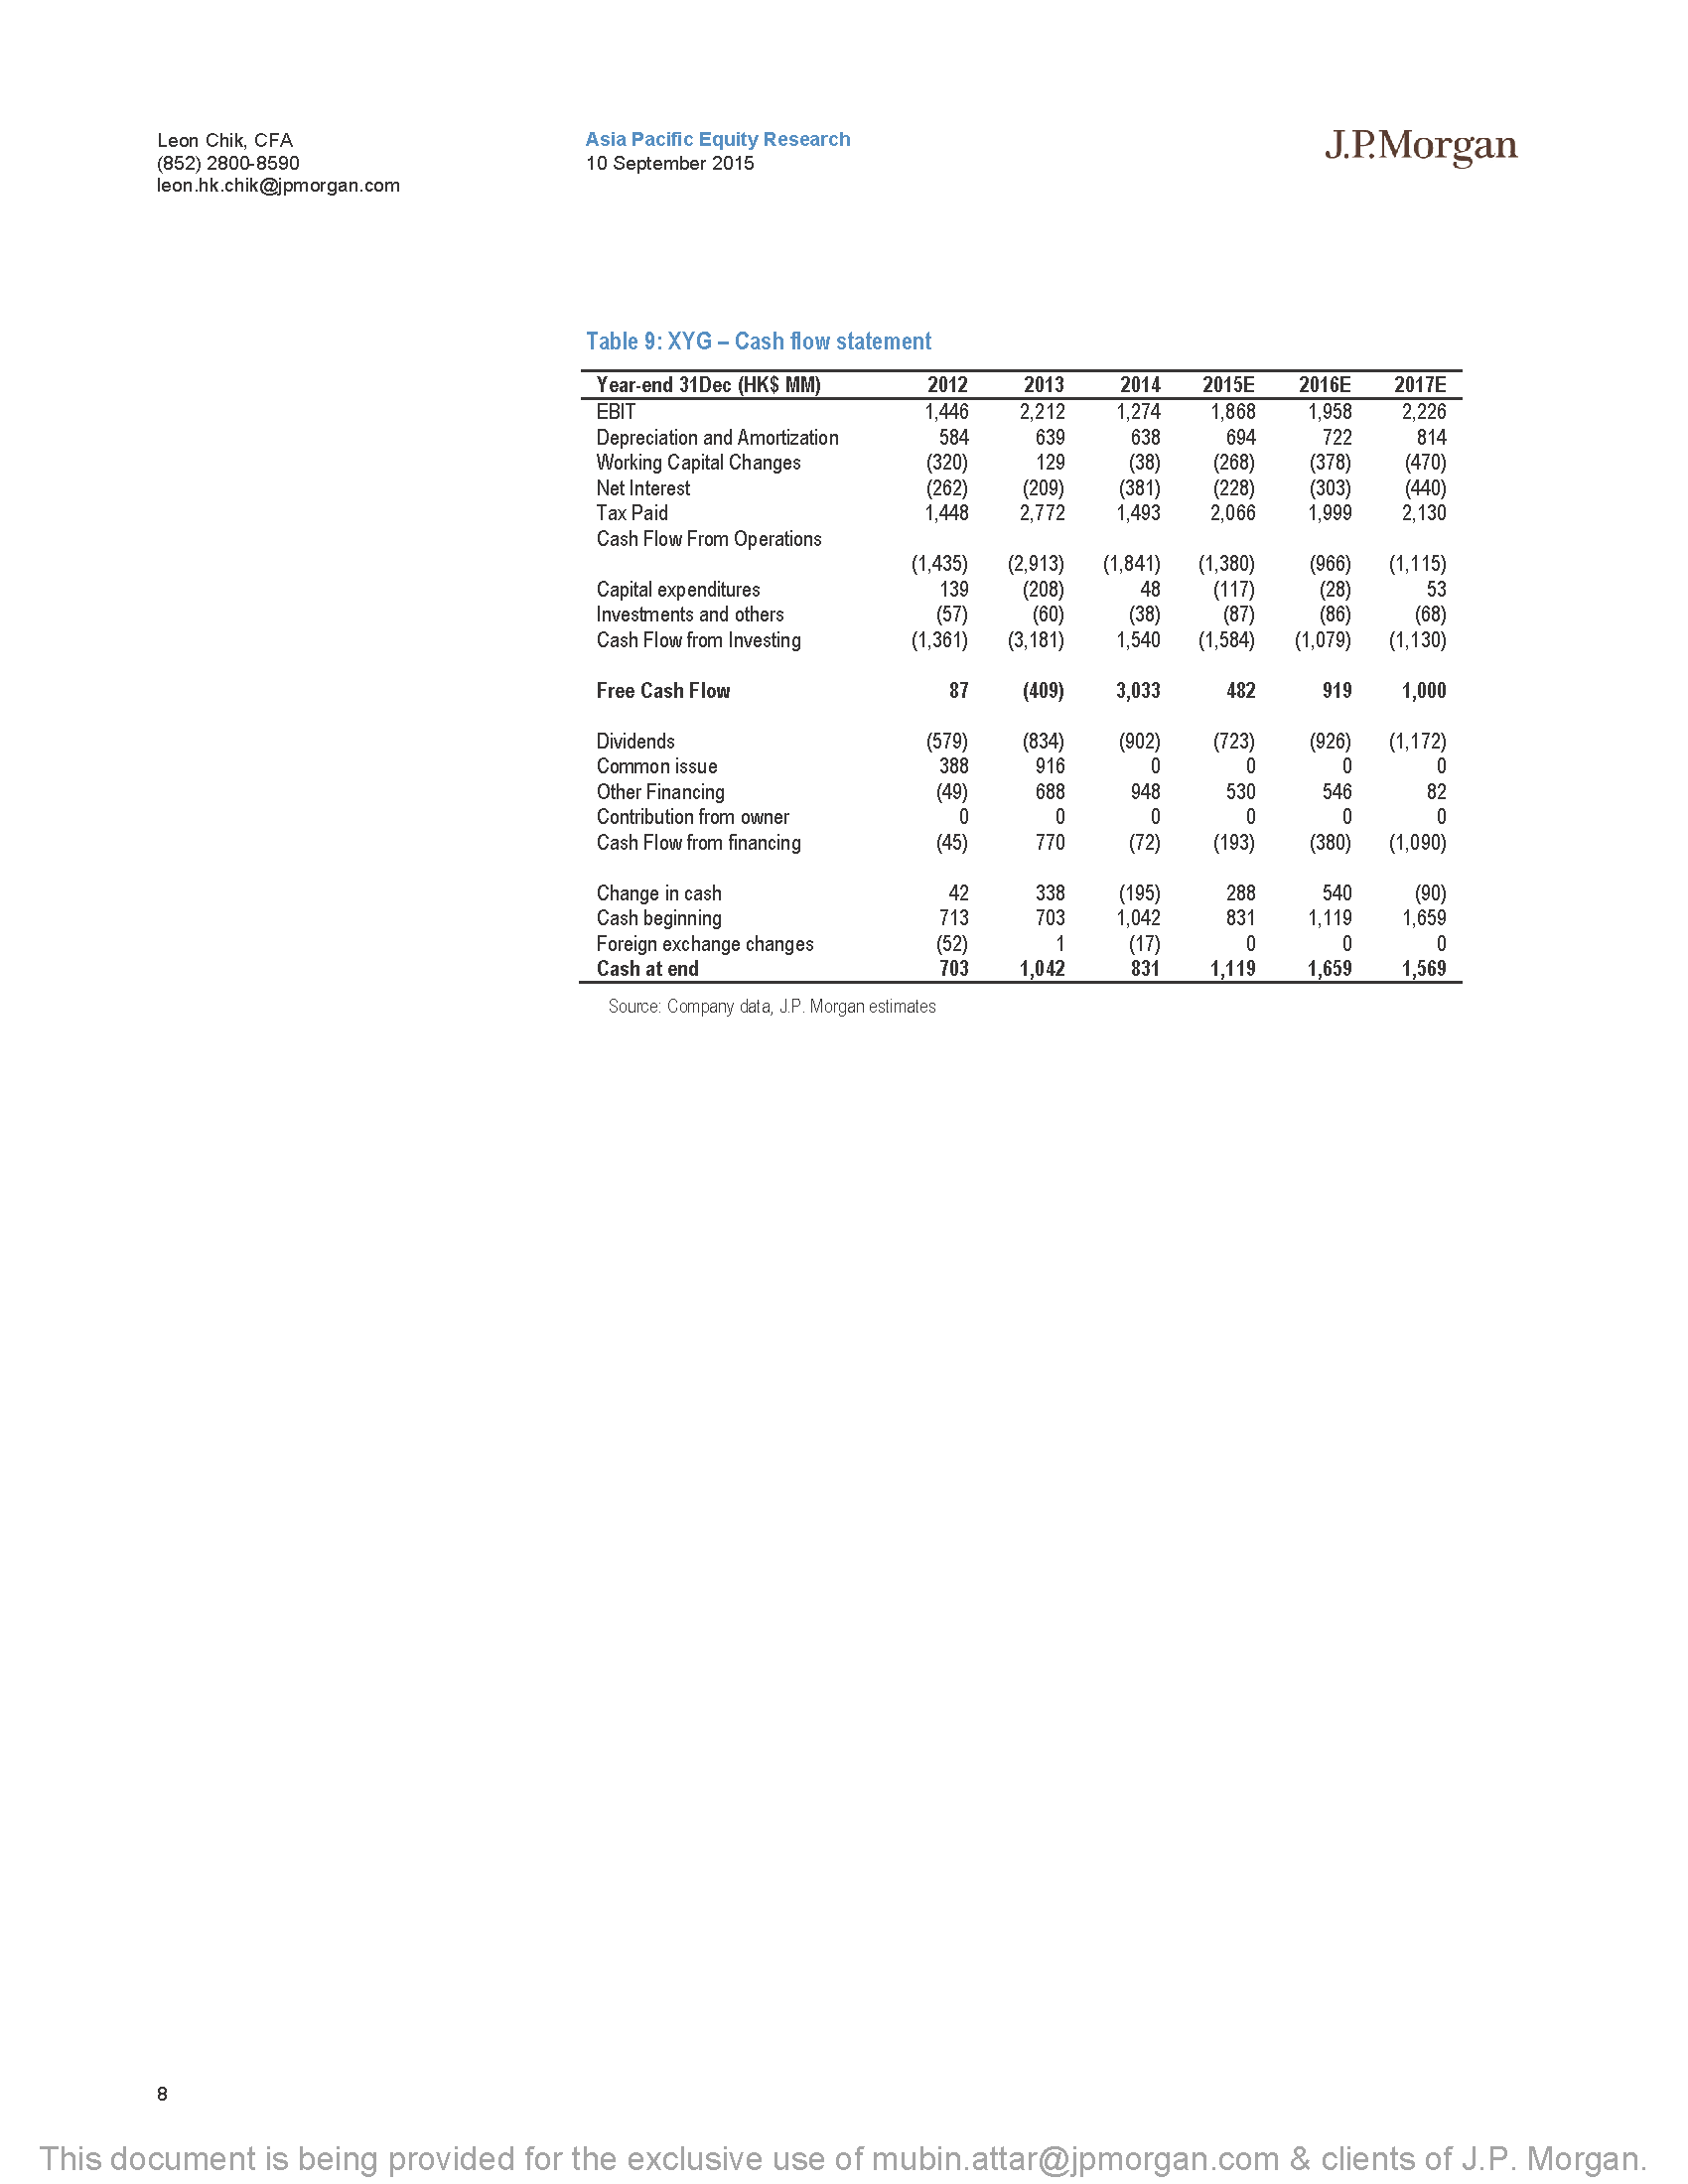 Leon Chik, CFA
(852) 2800-8590
leon.hk.chik@jpmorgan.com
Asia Pacific Equity Research
10 September 2015
J.P.Morgan
Table 9: XYG – Cash flow statement
Year-end 31Dec (HK$ MM) 2012 2013 2014 2015E 2016E 2017E
EBIT 1,446 2,212 1,274 1,868 1,958 2,226
Depreciation and Amortization 584 639 638 694 722 814
Working Capital Changes (320) 129 (38) (268) (378) (470)
Net Interest (262) (209) (381) (228) (303) (440)
Tax Paid 1,448 2,772 1,493 2,066 1,999 2,130
Cash Flow From Operations
(1,435) (2,913) (1,841) (1,380) (966) (1,115)
Capital expenditures 139 (208) 48 (117) (28) 53
Investments and others (57) (60) (38) (87) (86) (68)
Cash Flow from Investing (1,361) (3,181) 1,540 (1,584) (1,079) (1,130)
Free Cash Flow 87 (409) 3,033 482 919 1,000
Dividends (579) (834) (902) (723) (926) (1,172)
Common issue 388 916 0 0 0 0
Other Financing (49) 688 948 530 546 82
Contribution from owner 0 0 0 0 0 0
Cash Flow from financing (45) 770 (72) (193) (380) (1,090)
Change in cash 42 338 (195) 288 540 (90)
Cash beginning 713 703 1,042 831 1,119 1,659
Foreign exchange changes (52) 1 (17) 0 0 0
Cash at end 703 1,042 831 1,119 1,659 1,569
Source: Company data, J.P. Morgan estimates
8
This document is being provided for the exclusive use of mubin.attar@jpmorgan.com & clients of J.P. Morgan.